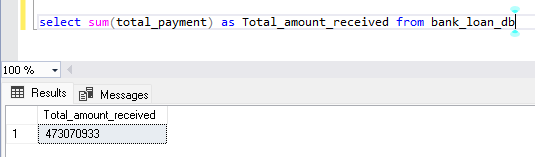 select sum(total_payment) as Total_amount_received from bank_loan_db
100 %
Results Messages
Total_amount_received
1 473070933